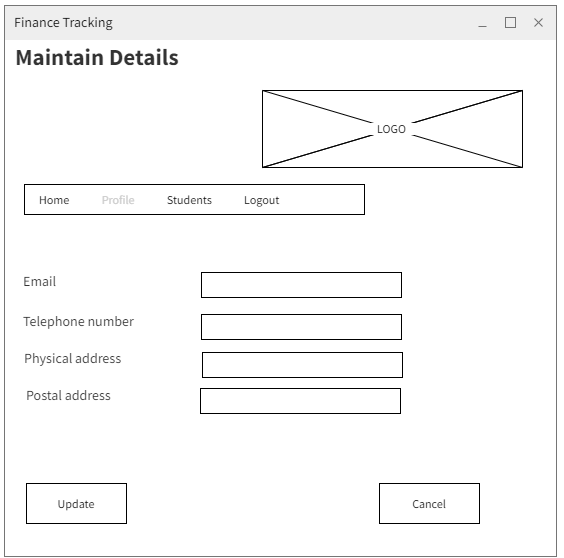 Finance Tracking
Maintain Details
LOGO
Home Profile Students Logout
Email
Telephone number
Physical address
Postal address
Update Cancel